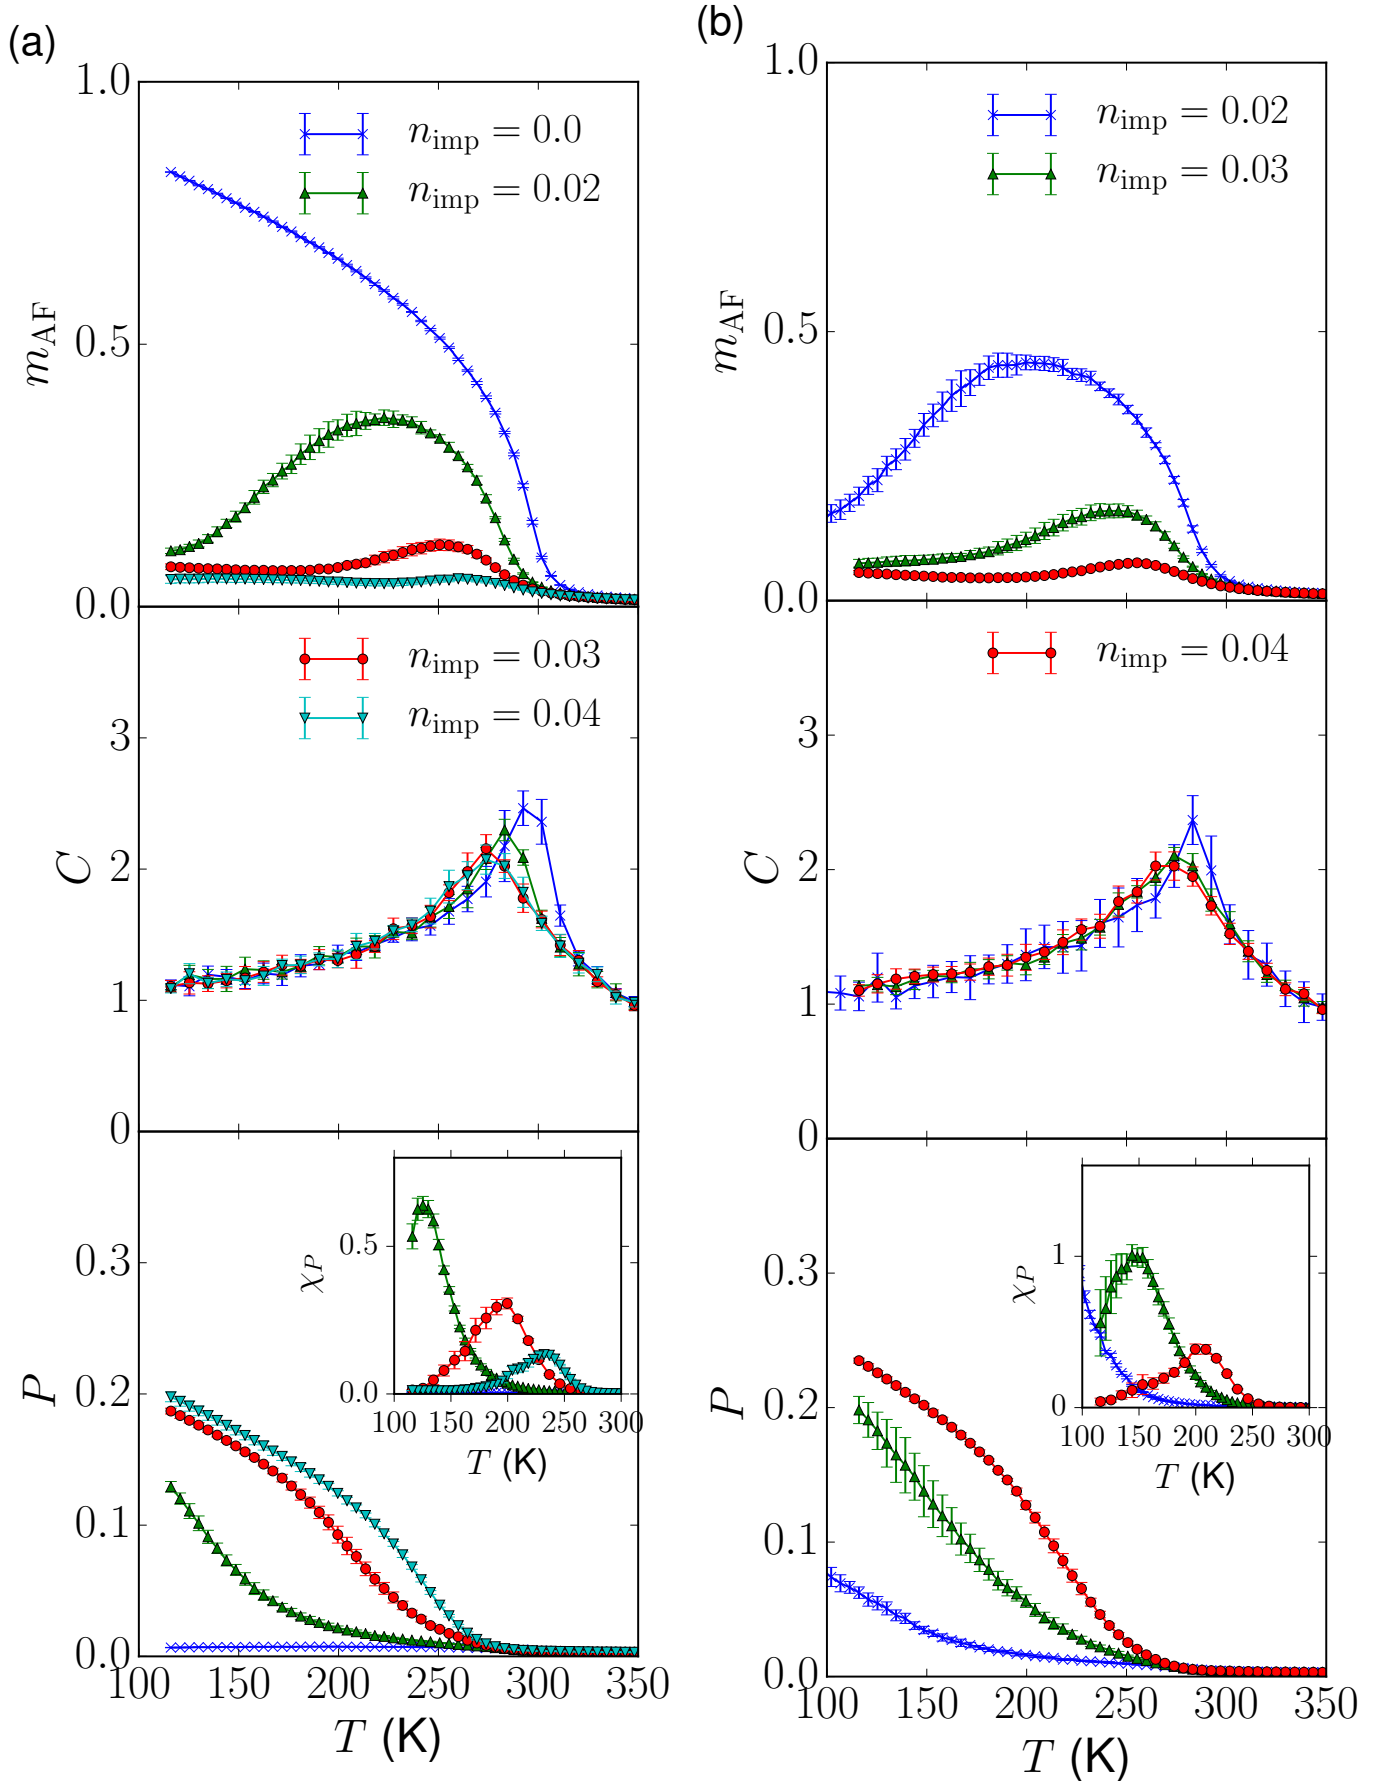 (a)
1.0
n_imp = 0.0
n_imp = 0.02
m_AF
0.5
0.0
n_imp = 0.03
n_imp = 0.04
3
C
2
1
0
0.3
P
0.2
0.1
0.0
0.5
χ_P
0.0
100 150 200 250 300
T (K)
100 150 200 250 300 350
T (K)
(b)
1.0
n_imp = 0.02
n_imp = 0.03
m_AF
0.5
0.0
n_imp = 0.04
3
C
2
1
0
0.3
P
0.2
0.1
0.0
1
χ_P
0
100 150 200 250 300
T (K)
100 150 200 250 300 350
T (K)